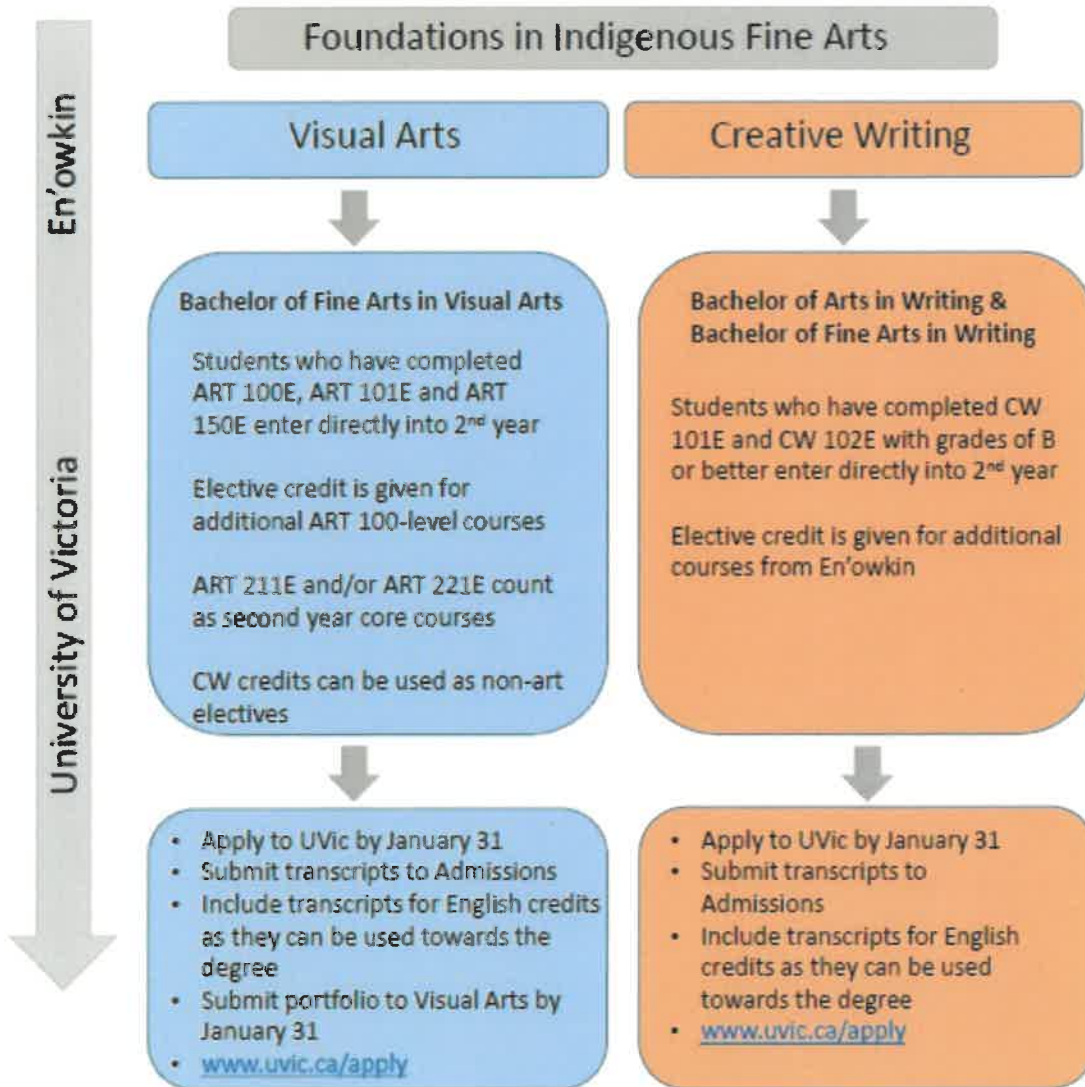 Foundations in Indigenous Fine Arts
En'owkin
University of Victoria
Visual Arts
Bachelor of Fine Arts in Visual Arts
Students who have completed
ART 100E, ART 101E and ART
150E enter directly into 2nd year
Elective credit is given for
additional ART 100-level courses
ART 211E and/or ART 221E count
as second year core courses
CW credits can be used as non-art
electives
• Apply to UVic by January 31
• Submit transcripts to Admissions
• Include transcripts for English credits
as they can be used towards the
degree
• Submit portfolio to Visual Arts by
January 31
• www.uvic.ca/apply
Creative Writing
Bachelor of Arts in Writing &
Bachelor of Fine Arts in Writing
Students who have completed CW
101E and CW 102E with grades of B
or better enter directly into 2nd year
Elective credit is given for additional
courses from En'owkin
• Apply to UVic by January 31
• Submit transcripts to
Admissions
• Include transcripts for English
credits as they can be used
towards the degree
• www.uvic.ca/apply